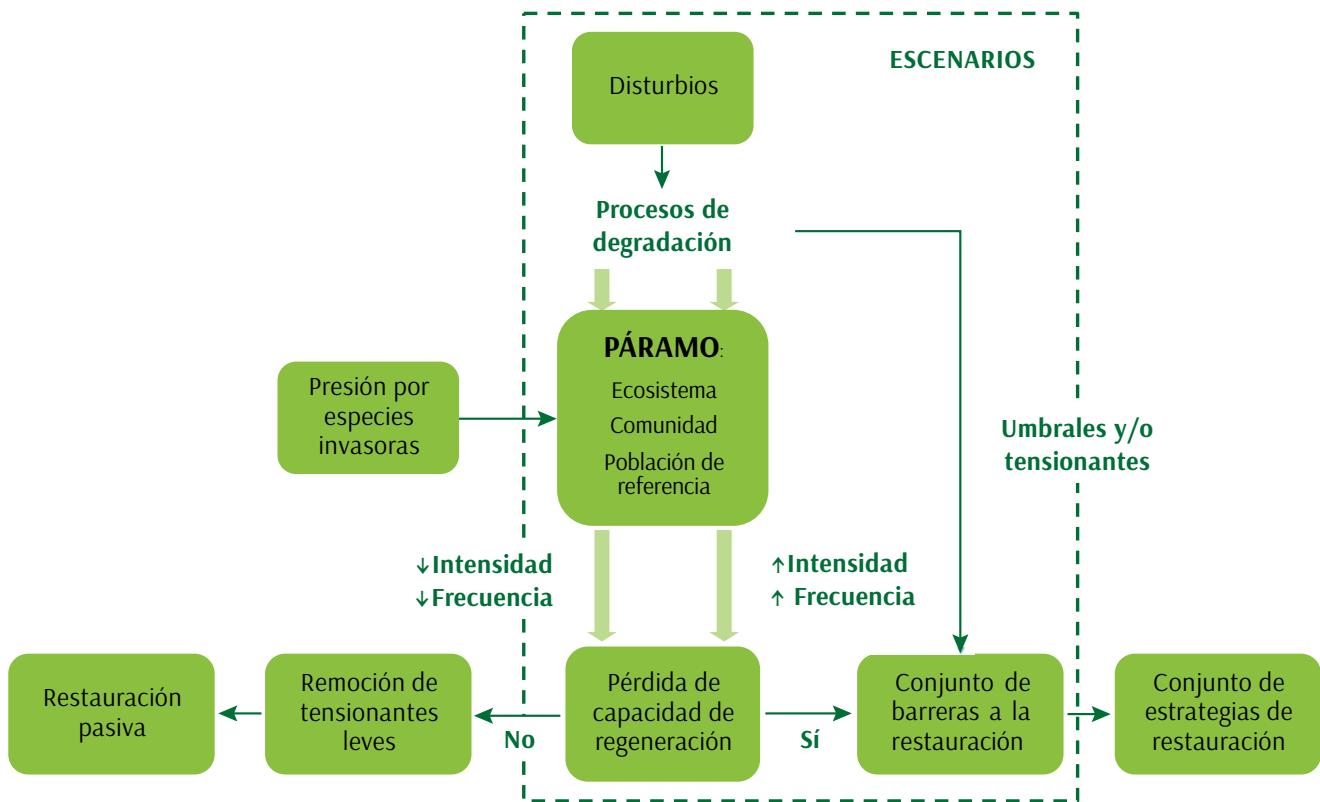 ESCENARIOS
Disturbios
Procesos de
degradación
PÁRAMO:
Ecosistema
Comunidad
Población de
referencia
Presión por
especies
invasoras
Umbrales y/o
tensionantes
↓Intensidad
↓Frecuencia
↑Intensidad
↑ Frecuencia
Restauración
pasiva
Remoción de
tensionantes
leves
No
Pérdida de
capacidad de
regeneración
Sí
Conjunto de
barreras a la
restauración
Conjunto de
estrategias de
restauración